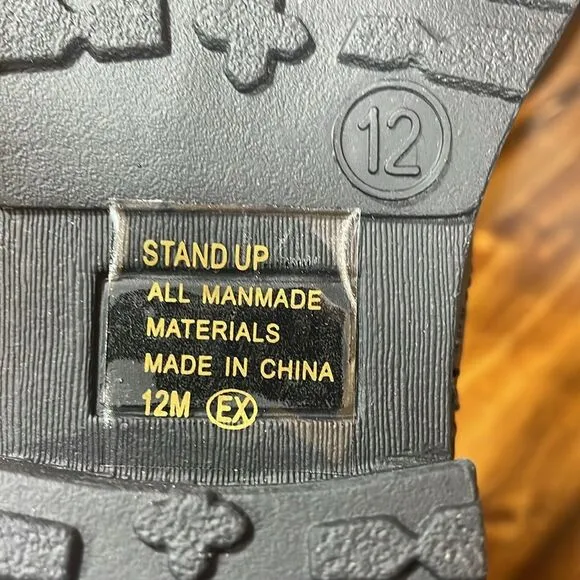 12
STAND UP
ALL MANMADE
MATERIALS
MADE IN CHINA
12M EX